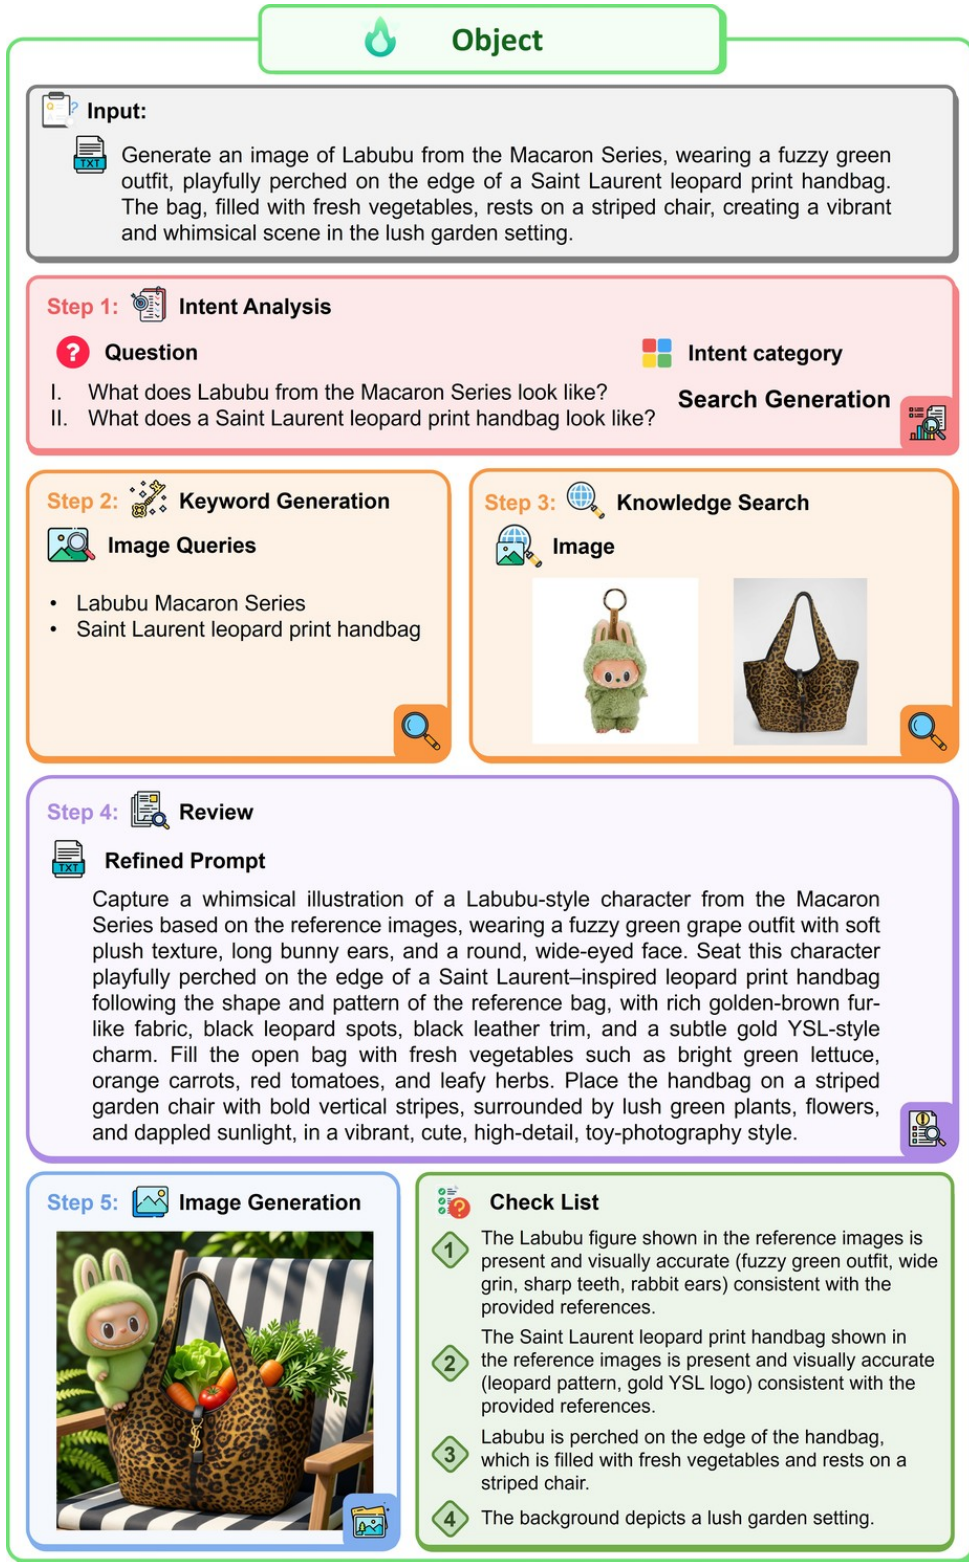 Object
Input:
TXT
Generate an image of Labubu from the Macaron Series, wearing a fuzzy green
outfit, playfully perched on the edge of a Saint Laurent leopard print handbag.
The bag, filled with fresh vegetables, rests on a striped chair, creating a vibrant
and whimsical scene in the lush garden setting.
Step 1: Intent Analysis
? Question
I. What does Labubu from the Macaron Series look like?
II. What does a Saint Laurent leopard print handbag look like?
Intent category
Search Generation
Step 2: Keyword Generation
Image Queries
• Labubu Macaron Series
• Saint Laurent leopard print handbag
Step 3: Knowledge Search
Image
Step 4: Review
TXT
Refined Prompt
Capture a whimsical illustration of a Labubu-style character from the Macaron
Series based on the reference images, wearing a fuzzy green grape outfit with soft
plush texture, long bunny ears, and a round, wide-eyed face. Seat this character
playfully perched on the edge of a Saint Laurent–inspired leopard print handbag
following the shape and pattern of the reference bag, with rich golden-brown fur-
like fabric, black leopard spots, black leather trim, and a subtle gold YSL-style
charm. Fill the open bag with fresh vegetables such as bright green lettuce,
orange carrots, red tomatoes, and leafy herbs. Place the handbag on a striped
garden chair with bold vertical stripes, surrounded by lush green plants, flowers,
and dappled sunlight, in a vibrant, cute, high-detail, toy-photography style.
Step 5: Image Generation
Check List
1 The Labubu figure shown in the reference images is
present and visually accurate (fuzzy green outfit, wide
grin, sharp teeth, rabbit ears) consistent with the
provided references.
2 The Saint Laurent leopard print handbag shown in
the reference images is present and visually accurate
(leopard pattern, gold YSL logo) consistent with the
provided references.
3 Labubu is perched on the edge of the handbag,
which is filled with fresh vegetables and rests on a
striped chair.
4 The background depicts a lush garden setting.